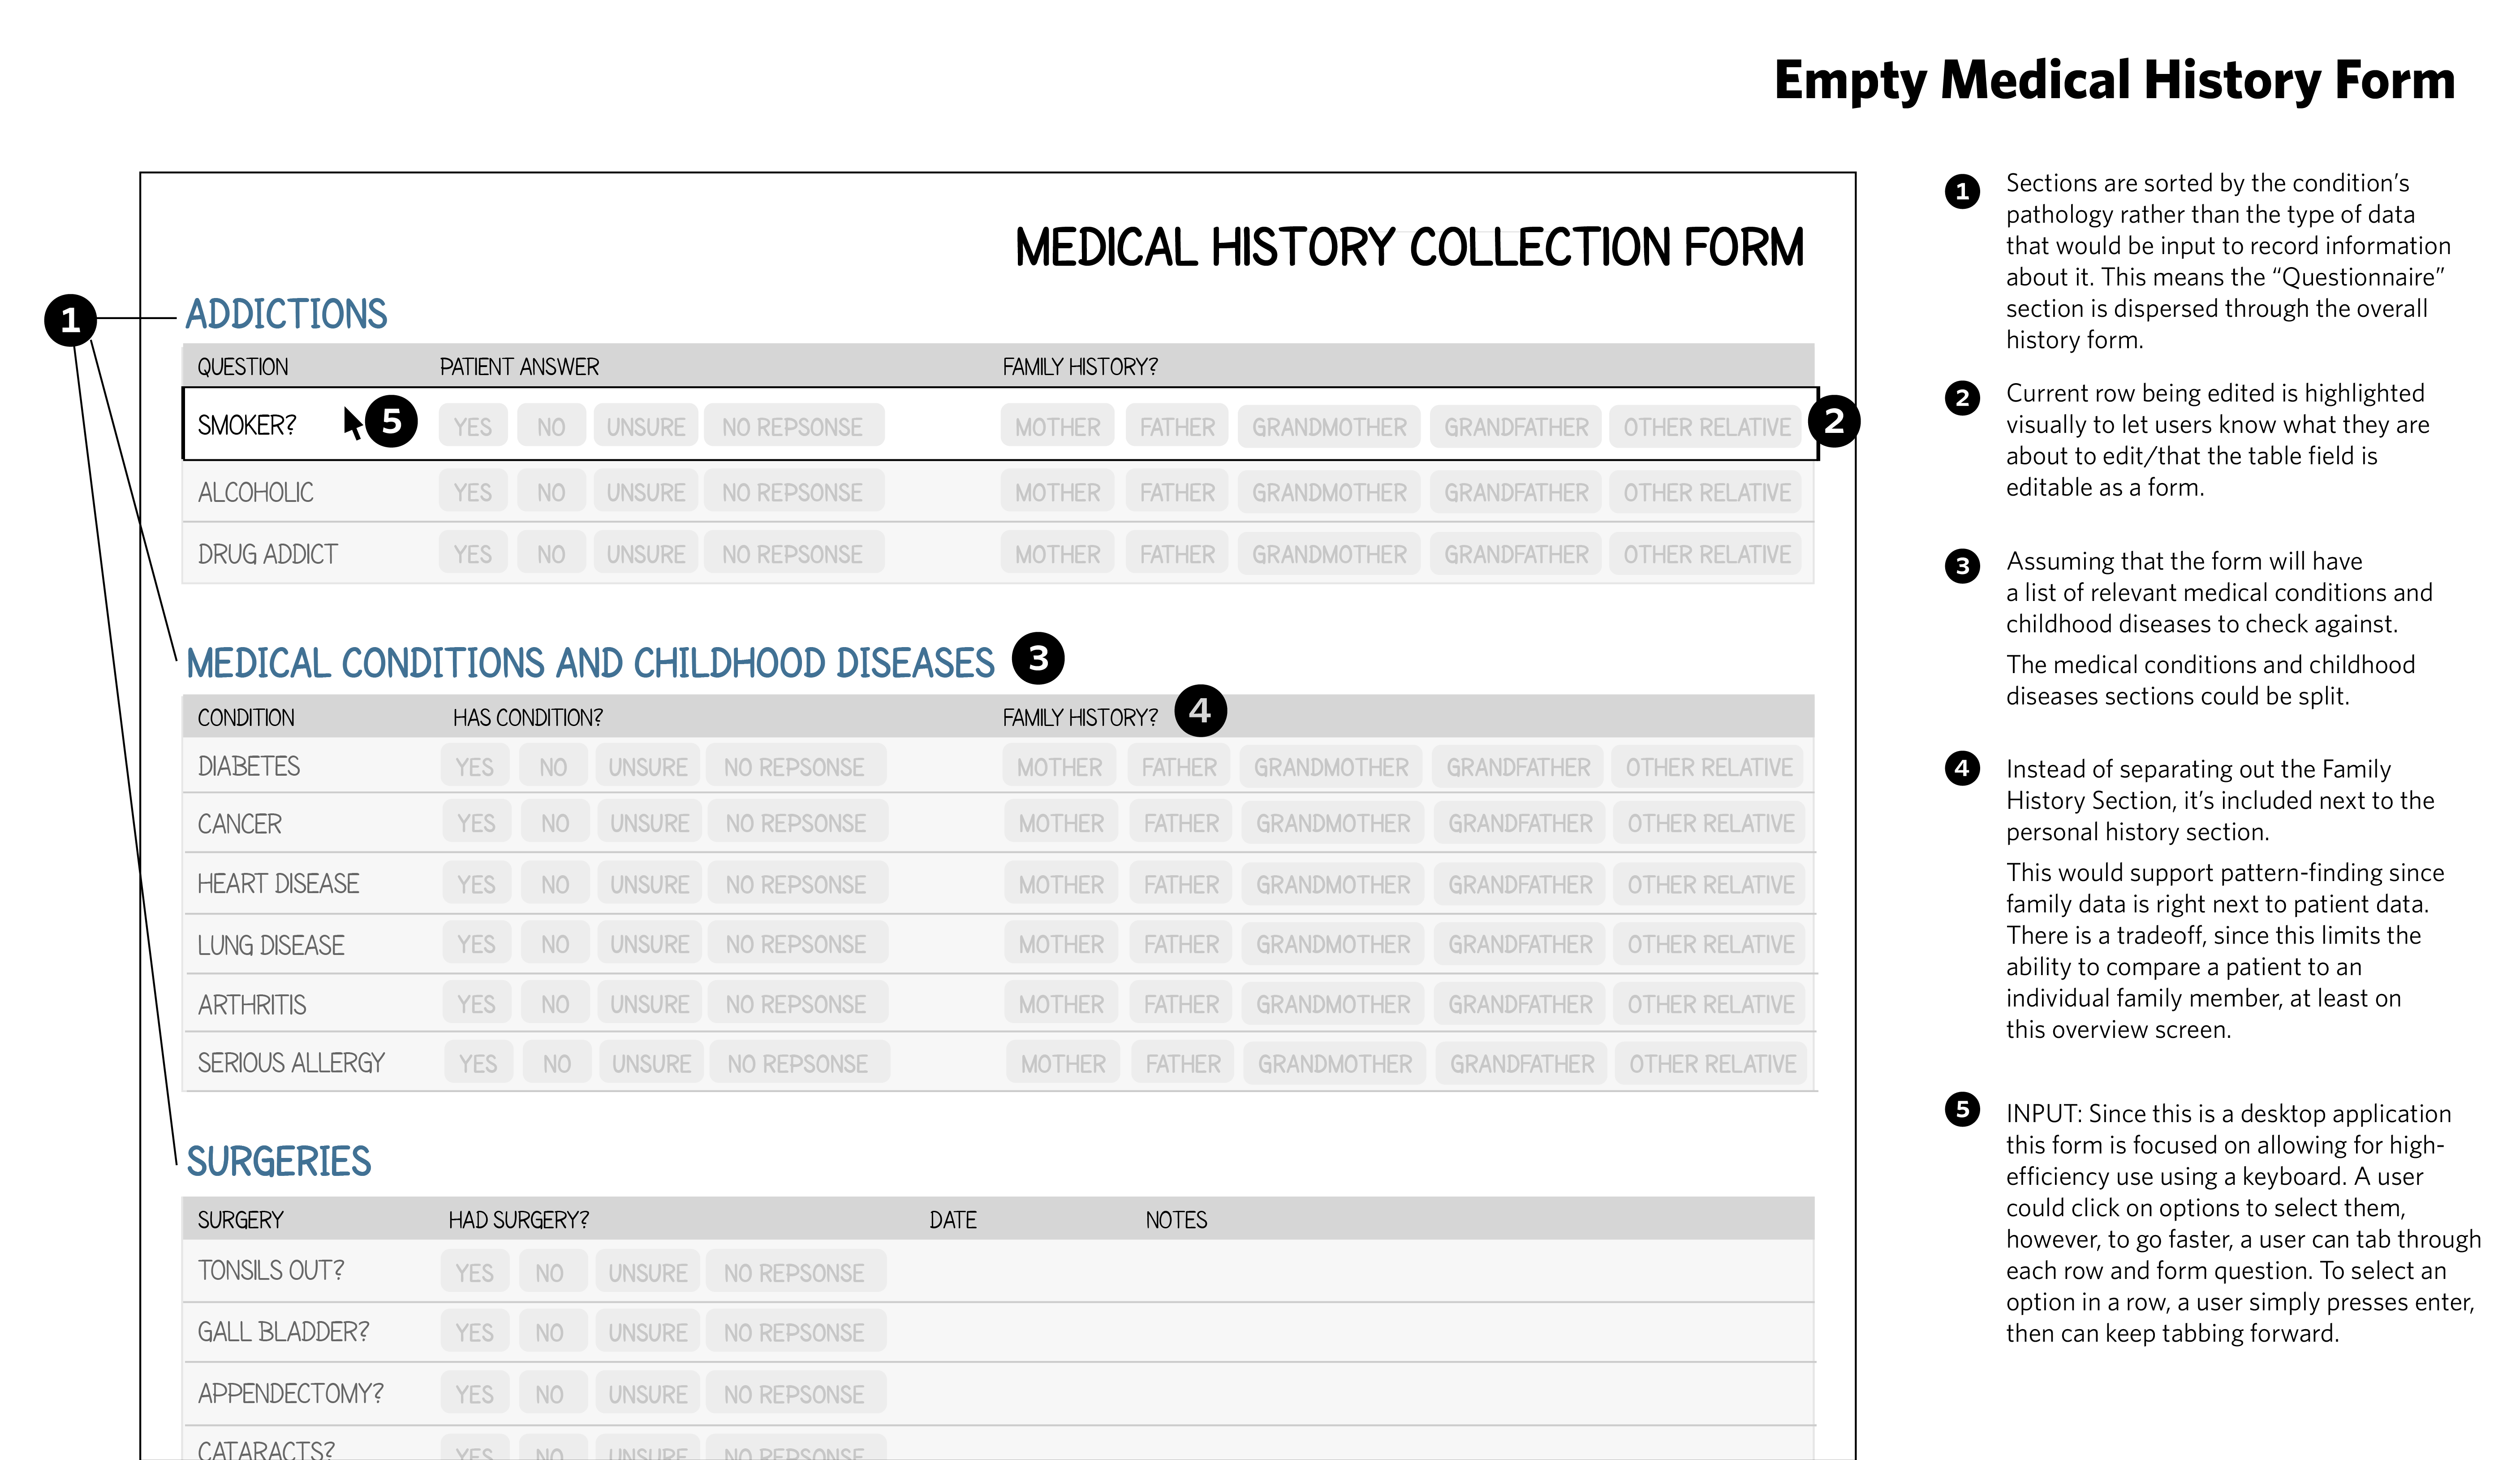 Empty Medical History Form
MEDICAL HISTORY COLLECTION FORM
1
ADDICTIONS
QUESTION PATIENT ANSWER FAMILY HISTORY?
SMOKER? 5 YES NO UNSURE NO REPSONSE MOTHER FATHER GRANDMOTHER GRANDFATHER OTHER RELATIVE 2
ALCOHOLIC YES NO UNSURE NO REPSONSE MOTHER FATHER GRANDMOTHER GRANDFATHER OTHER RELATIVE
DRUG ADDICT YES NO UNSURE NO REPSONSE MOTHER FATHER GRANDMOTHER GRANDFATHER OTHER RELATIVE
MEDICAL CONDITIONS AND CHILDHOOD DISEASES 3
CONDITION HAS CONDITION? FAMILY HISTORY? 4
DIABETES YES NO UNSURE NO REPSONSE MOTHER FATHER GRANDMOTHER GRANDFATHER OTHER RELATIVE
CANCER YES NO UNSURE NO REPSONSE MOTHER FATHER GRANDMOTHER GRANDFATHER OTHER RELATIVE
HEART DISEASE YES NO UNSURE NO REPSONSE MOTHER FATHER GRANDMOTHER GRANDFATHER OTHER RELATIVE
LUNG DISEASE YES NO UNSURE NO REPSONSE MOTHER FATHER GRANDMOTHER GRANDFATHER OTHER RELATIVE
ARTHRITIS YES NO UNSURE NO REPSONSE MOTHER FATHER GRANDMOTHER GRANDFATHER OTHER RELATIVE
SERIOUS ALLERGY YES NO UNSURE NO REPSONSE MOTHER FATHER GRANDMOTHER GRANDFATHER OTHER RELATIVE
SURGERIES
SURGERY HAD SURGERY? DATE NOTES
TONSILS OUT? YES NO UNSURE NO REPSONSE
GALL BLADDER? YES NO UNSURE NO REPSONSE
APPENDECTOMY? YES NO UNSURE NO REPSONSE
CATARACTS? YES NO UNSURE NO REPSONSE
1 Sections are sorted by the condition's
pathology rather than the type of data
that would be input to record information
about it. This means the “Questionnaire”
section is dispersed through the overall
history form.
2 Current row being edited is highlighted
visually to let users know what they are
about to edit/that the table field is
editable as a form.
3 Assuming that the form will have
a list of relevant medical conditions and
childhood diseases to check against.
The medical conditions and childhood
diseases sections could be split.
4 Instead of separating out the Family
History Section, it's included next to the
personal history section.
This would support pattern-finding since
family data is right next to patient data.
There is a tradeoff, since this limits the
ability to compare a patient to an
individual family member, at least on
this overview screen.
5 INPUT: Since this is a desktop application
this form is focused on allowing for high-
efficiency use using a keyboard. A user
could click on options to select them,
however, to go faster, a user can tab through
each row and form question. To select an
option in a row, a user simply presses enter,
then can keep tabbing forward.